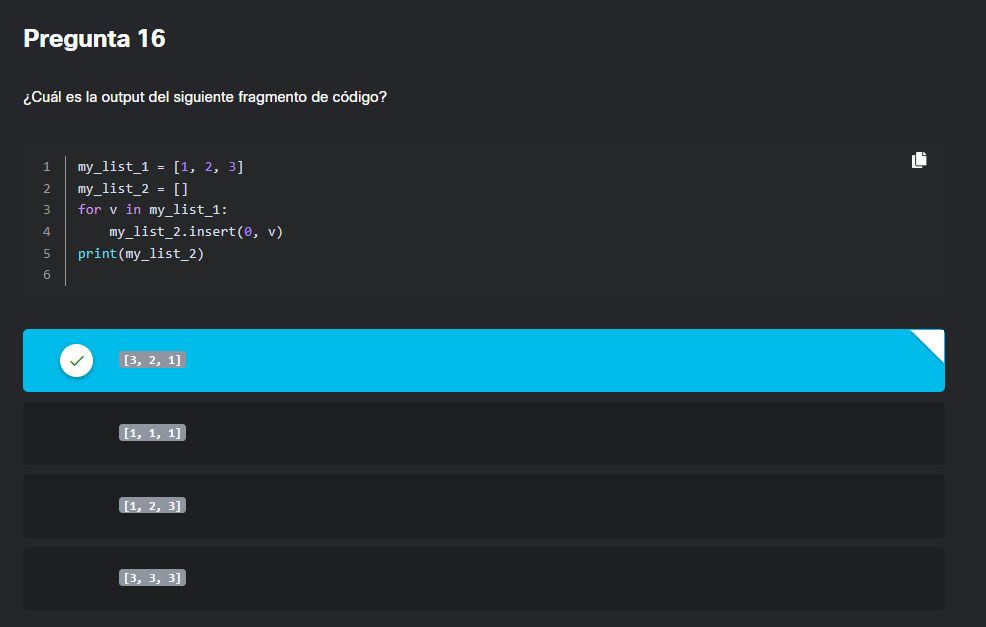 Pregunta 16
¿Cuál es la output del siguiente fragmento de código?
1 my_list_1 = [1, 2, 3]
2 my_list_2 = []
3 for v in my_list_1:
4     my_list_2.insert(0, v)
5 print(my_list_2)
6
[3, 2, 1]
[1, 1, 1]
[1, 2, 3]
[3, 3, 3]